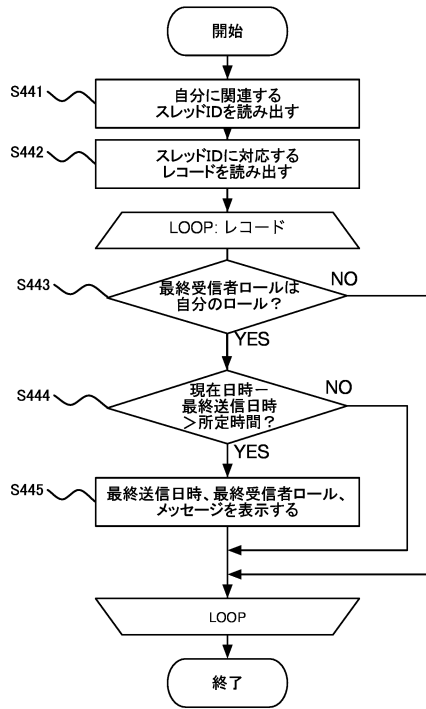 開始
S441
自分に関連する
スレッドIDを読み出す
S442
スレッドIDに対応する
レコードを読み出す
LOOP: レコード
S443
最終受信者ロールは
自分のロール？
NO
YES
S444
現在日時－
最終送信日時
＞所定時間？
NO
YES
S445
最終送信日時、最終受信者ロール、
メッセージを表示する
LOOP
終了